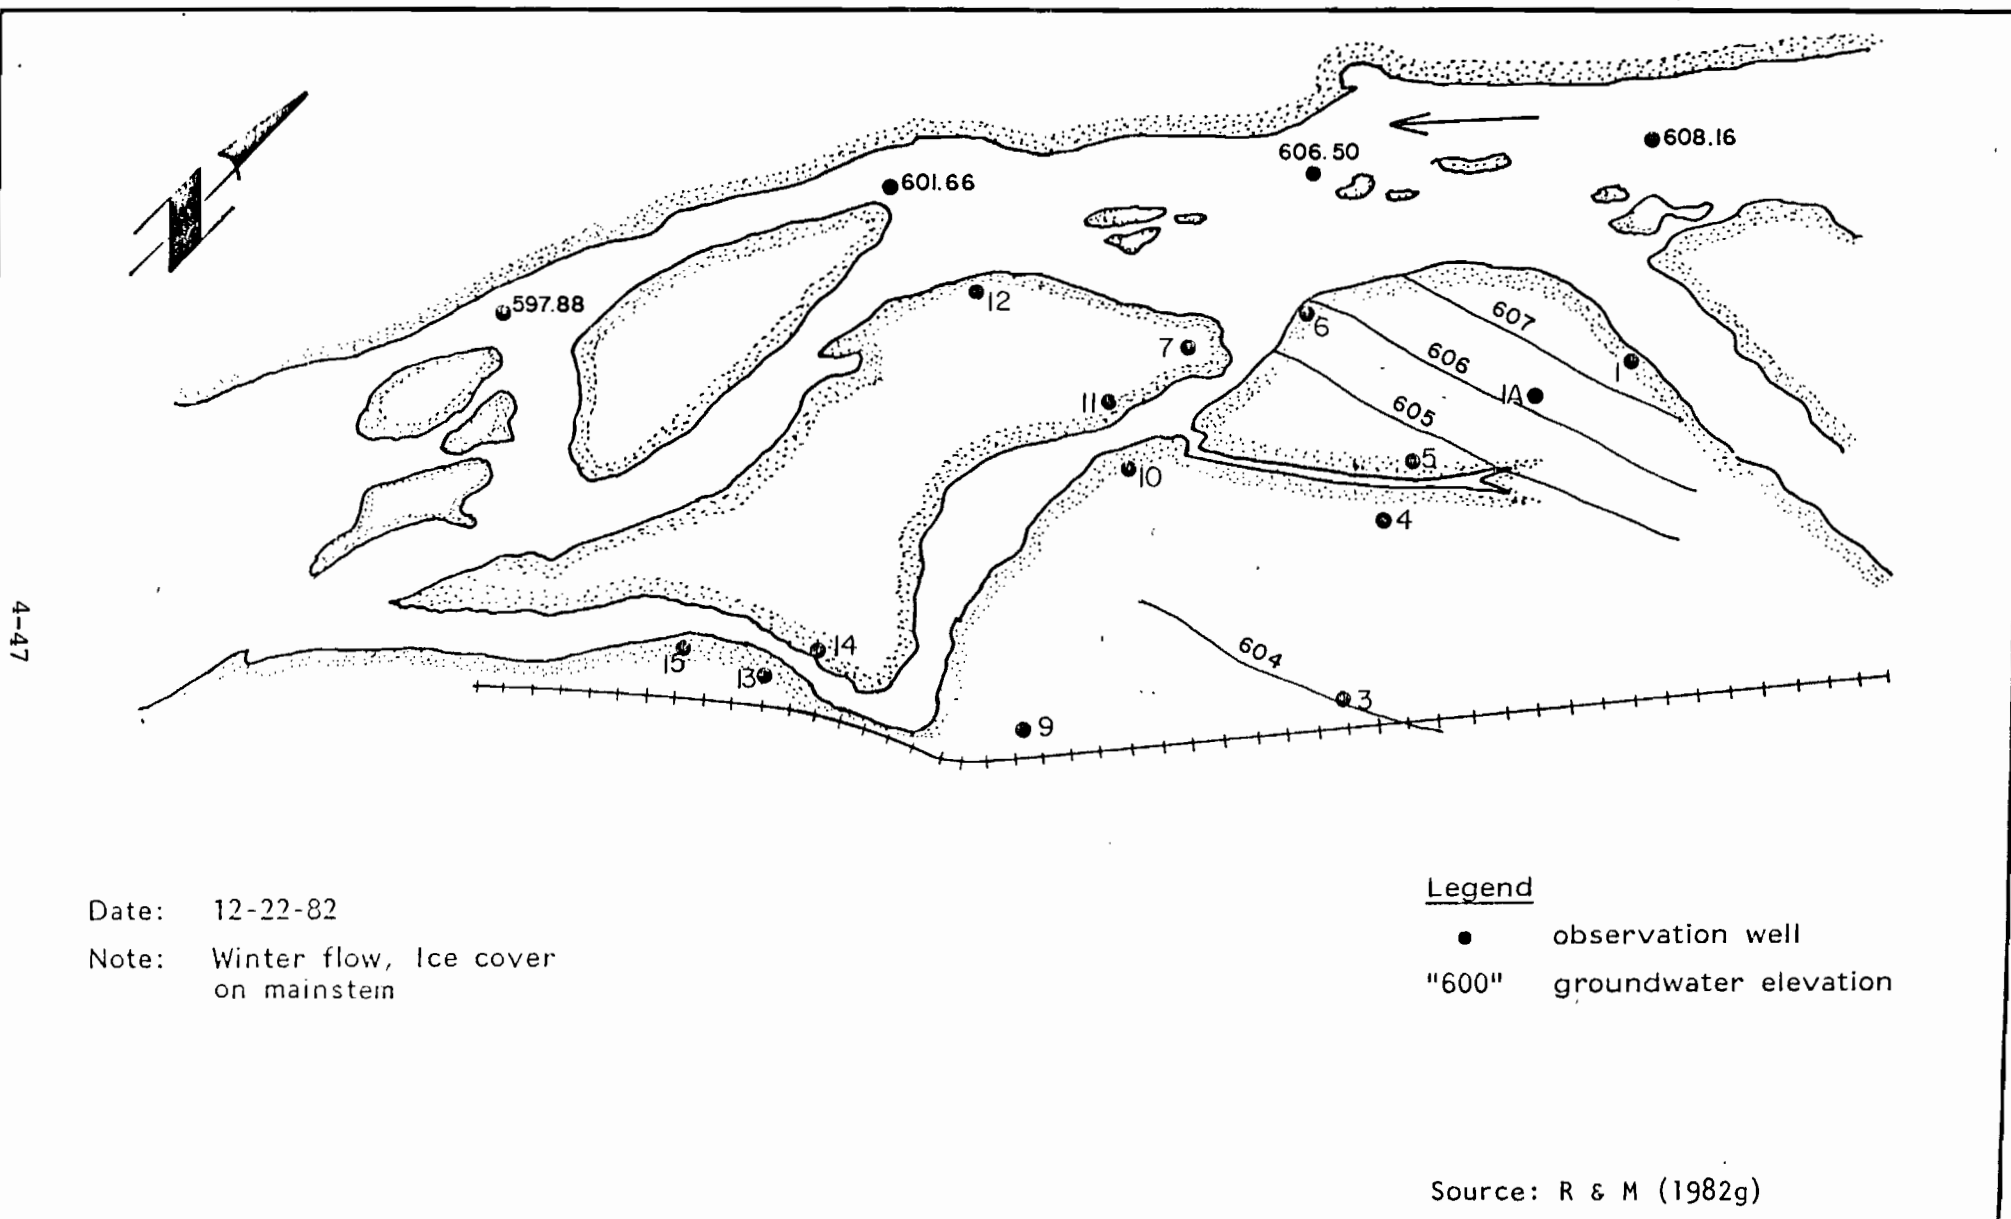 608.16
606.50
601.66
597.88
12
7
11
6
607
606
605
1
1A
5
10
4
604
14
15
13
3
9
4-47
Date: 12-22-82
Note: Winter flow, Ice cover
on mainstem
Legend
● observation well
"600" groundwater elevation
Source: R & M (1982g)
N